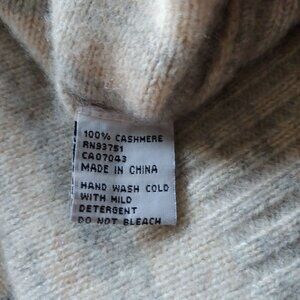 100% CASHMERE
RN93751
CA07043
MADE IN CHINA
HAND WASH COLD
WITH MILD
DETERGENT
DO NOT BLEACH